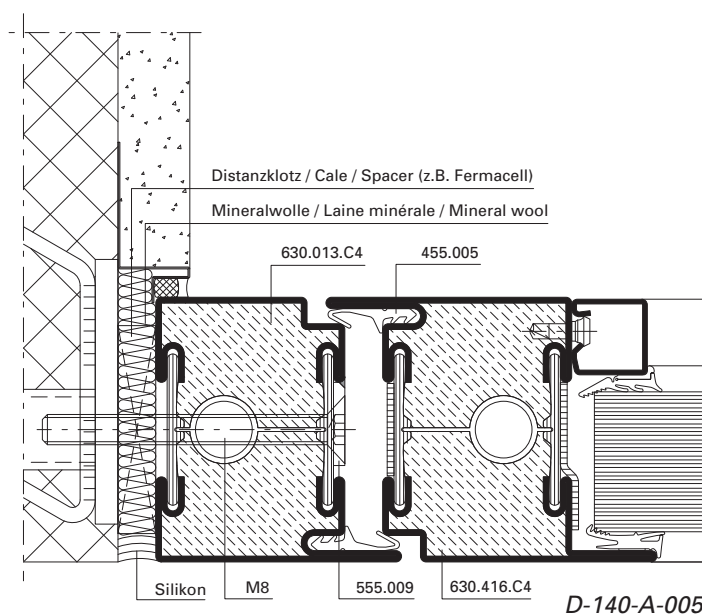 Distanzklotz / Cale / Spacer (z.B. Fermacell)
Mineralwolle / Laine minérale / Mineral wool
630.013.C4
455.005
Silikon
M8
555.009
630.416.C4
D-140-A-005